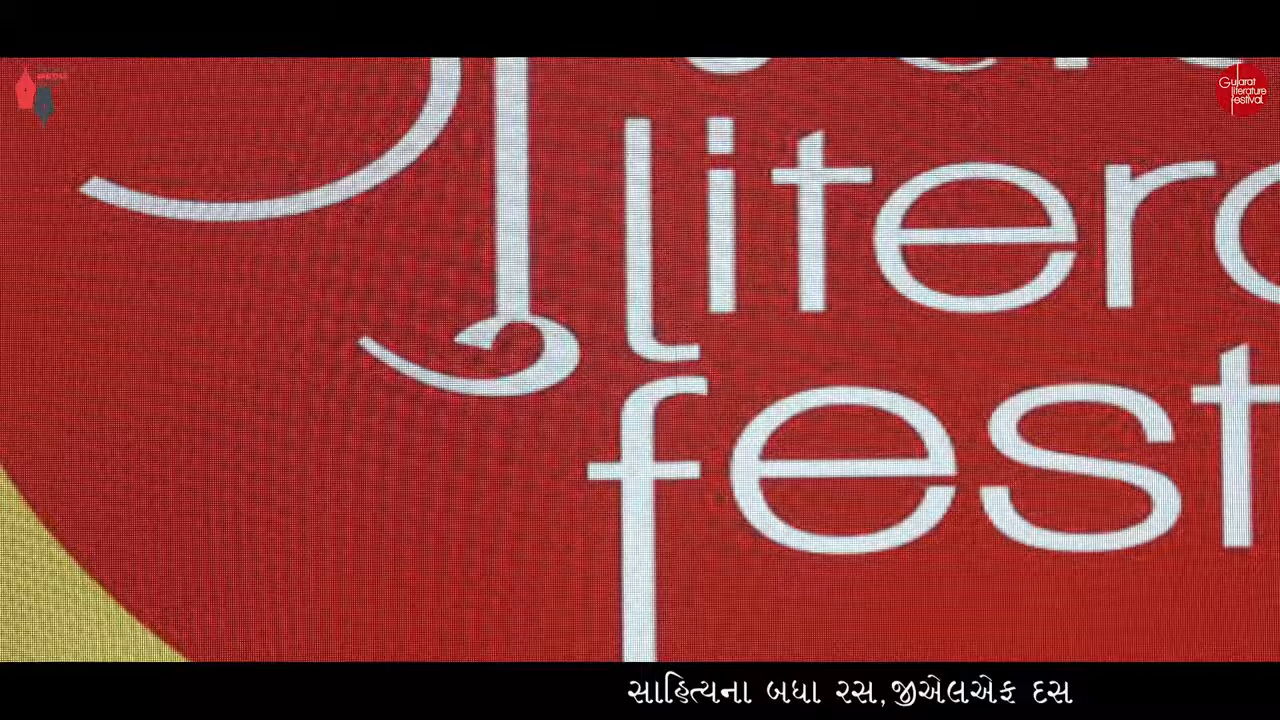 Gujarat
literature
festival
litera
fest
સાહિત્યના બધા રસ,જીએલએફ દસ